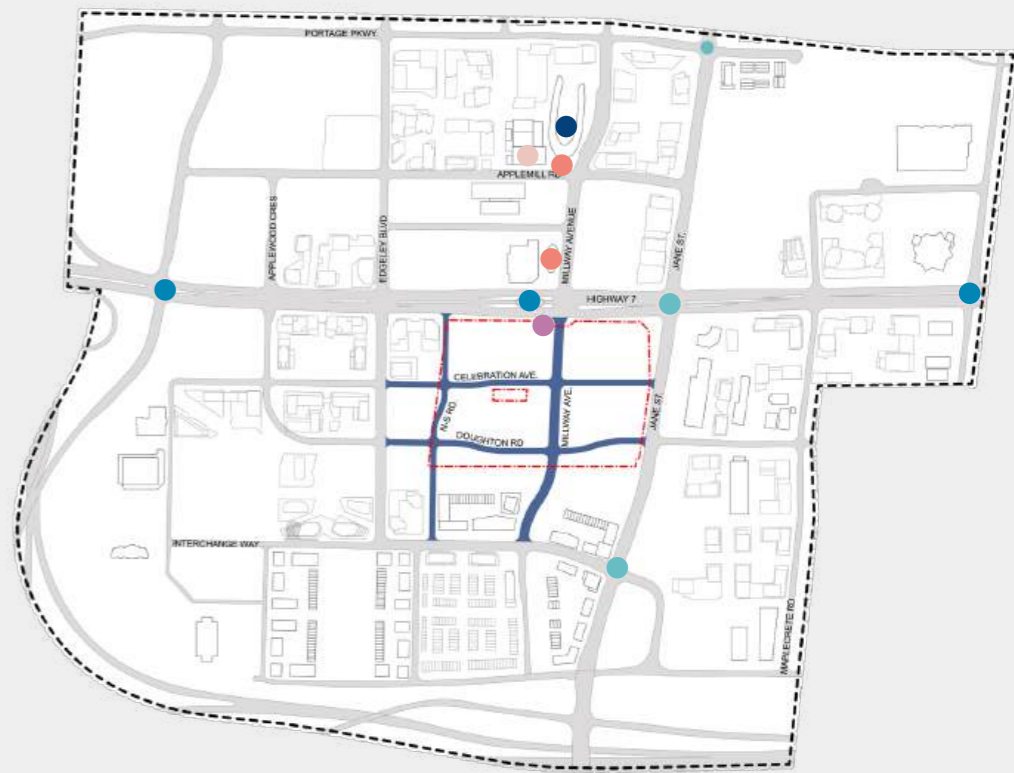 PORTAGE PKWY.
APPLEMILL RD
APPLEWOOD CRES
EDGELEY BLVD
MILLWAY AVENUE
JANE ST.
HIGHWAY 7
CELEBRATION AVE.
N-S RD
MILLWAY AVE.
JANE ST.
DOUGHTON RD
INTERCHANGE WAY
MAPLECRETE RD